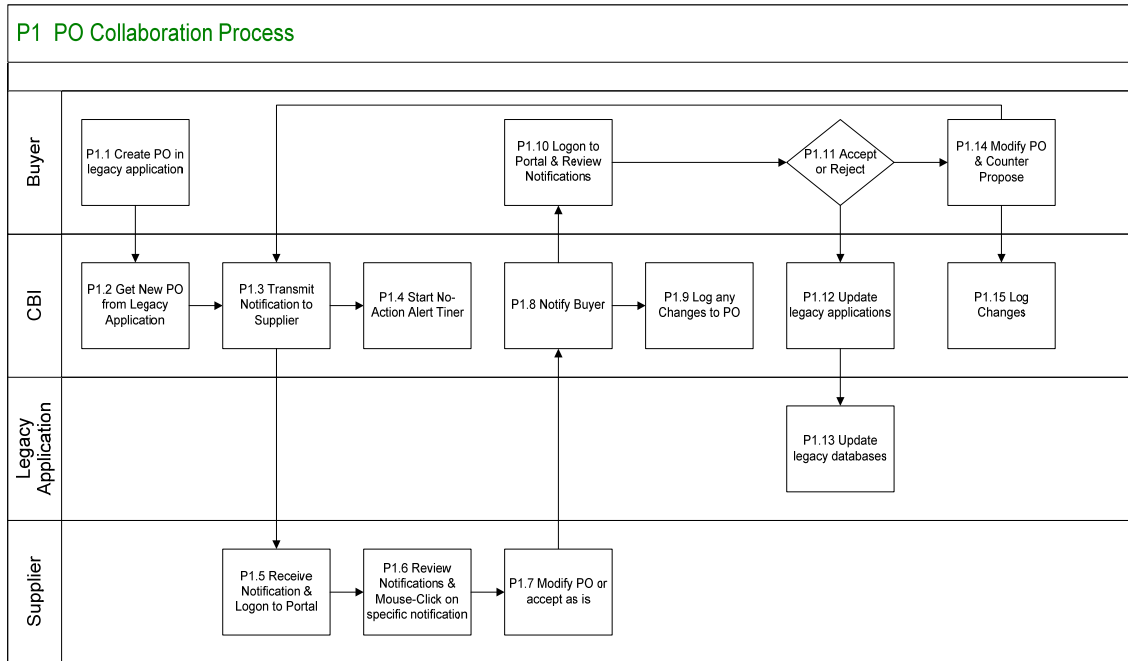 P1 PO Collaboration Process
Buyer
P1.1 Create PO in
legacy application
P1.10 Logon to
Portal & Review
Notifications
P1.11 Accept
or Reject
P1.14 Modify PO
& Counter
Propose
CBI
P1.2 Get New PO
from Legacy
Application
P1.3 Transmit
Notification to
Supplier
P1.4 Start No-
Action Alert Tiner
P1.8 Notify Buyer
P1.9 Log any
Changes to PO
P1.12 Update
legacy applications
P1.15 Log
Changes
Legacy
Application
P1.13 Update
legacy databases
Supplier
P1.5 Receive
Notification &
Logon to Portal
P1.6 Review
Notifications &
Mouse-Click on
specific notification
P1.7 Modify PO or
accept as is